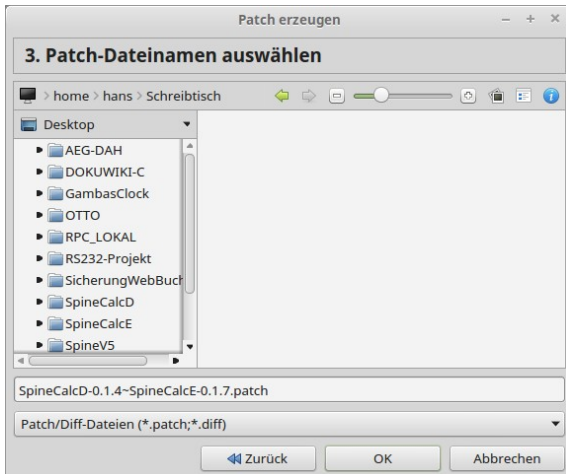 Patch erzeugen
3. Patch-Dateinamen auswählen
home > hans > Schreibtisch
Desktop
AEG-DAH
DOKUWIKI-C
GambasClock
OTTO
RPC_LOKAL
RS232-Projekt
SicherungWebBuch
SpineCalcD
SpineCalcE
SpineV5
SpineCalcD-0.1.4~SpineCalcE-0.1.7.patch
Patch/Diff-Dateien (*.patch;*.diff)
Zurück OK Abbrechen